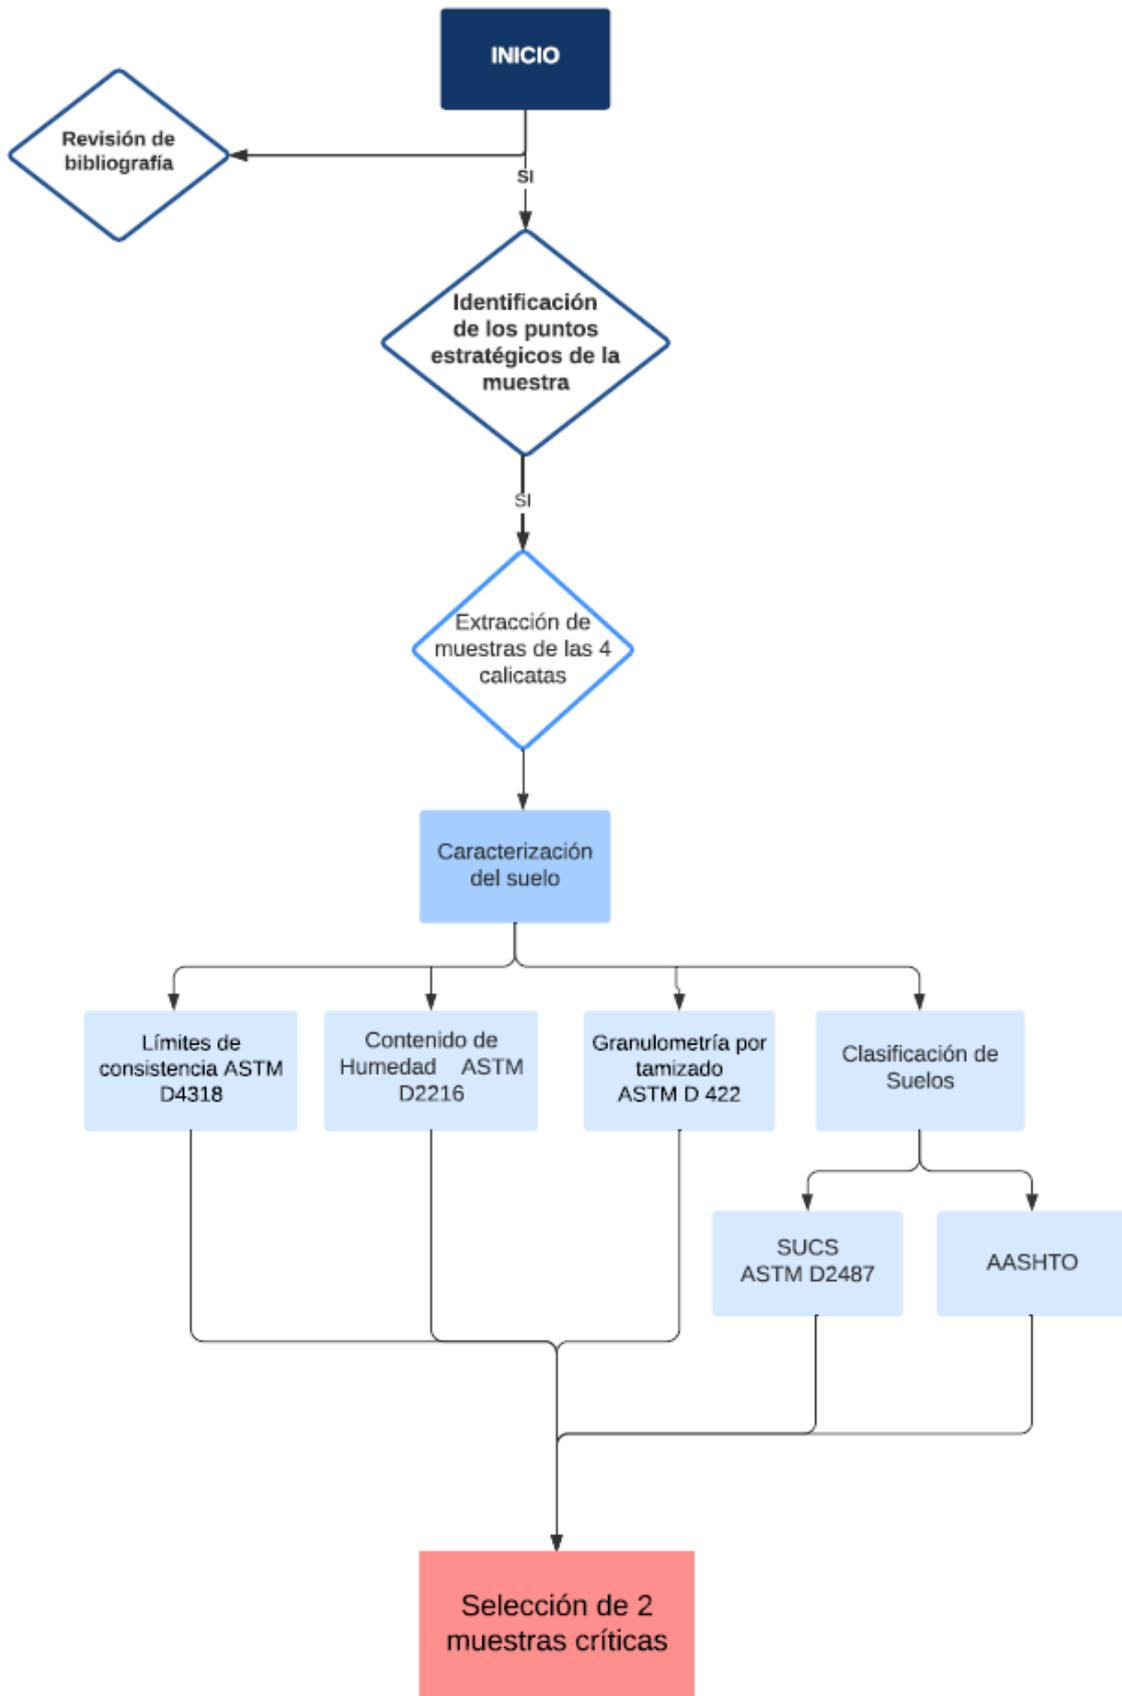 INICIO
Revisión de
bibliografía
SI
Identificación
de los puntos
estratégicos de la
muestra
SI
Extracción de
muestras de las 4
calicatas
Caracterización
del suelo
Límites de
consistencia ASTM
D4318
Contenido de
Humedad ASTM
D2216
Granulometría por
tamizado
ASTM D 422
Clasificación de
Suelos
SUCS
ASTM D2487
AASHTO
Selección de 2
muestras críticas